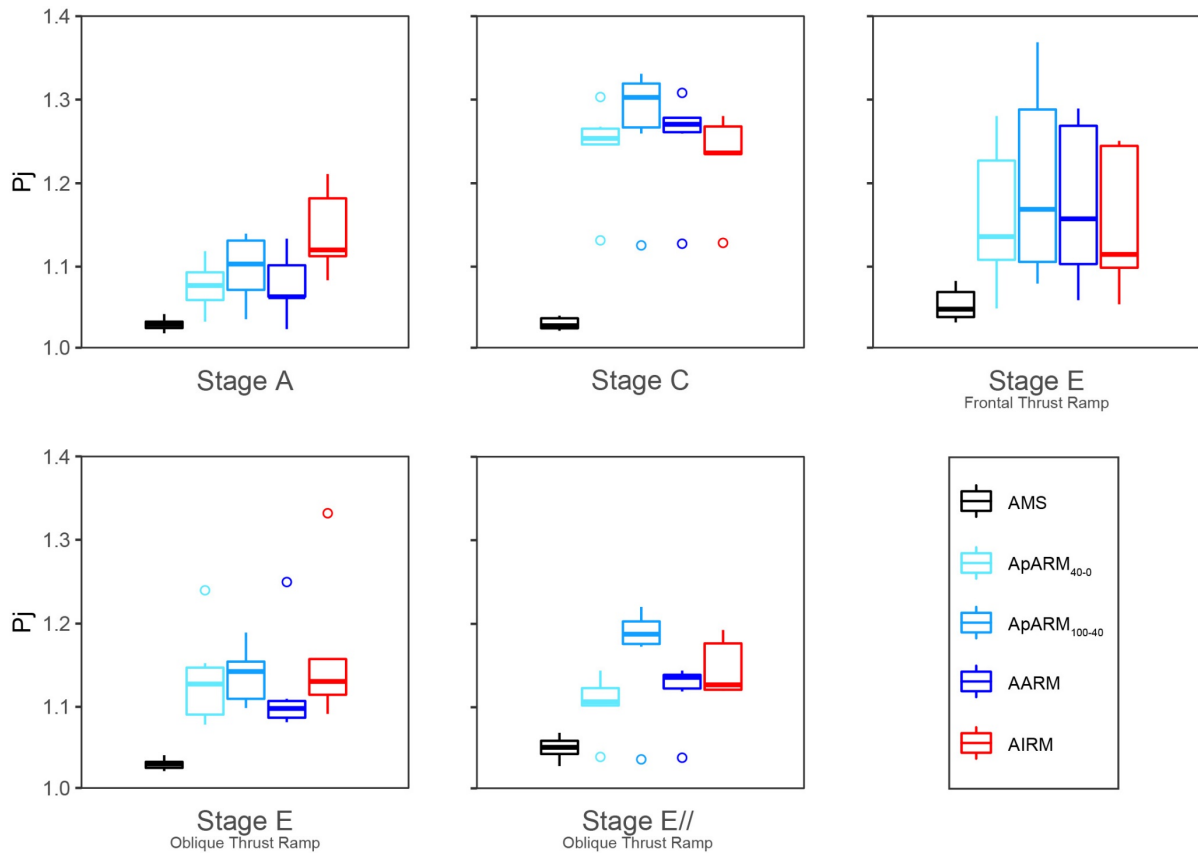 1.4
1.3
1.2
1.1
1.0
Pj
Stage A
Stage C
Stage E
Frontal Thrust Ramp
1.4
1.3
1.2
1.1
1.0
Pj
Stage E
Oblique Thrust Ramp
Stage E//
Oblique Thrust Ramp
AMS
ApARM40-0
ApARM100-40
AARM
AIRM